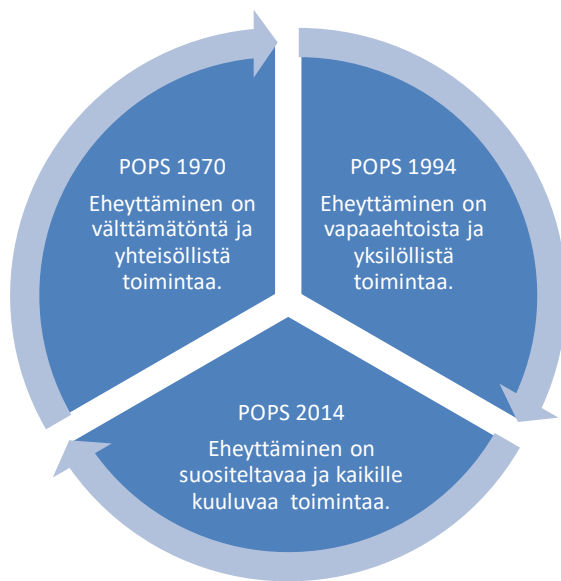 POPS 1970
Eheyttäminen on
välttämätöntä ja
yhteisöllistä
toimintaa.
POPS 1994
Eheyttäminen on
vapaaehtoista ja
yksilöllistä
toimintaa.
POPS 2014
Eheyttäminen on
suositeltavaa ja kaikille
kuuluvaa toimintaa.